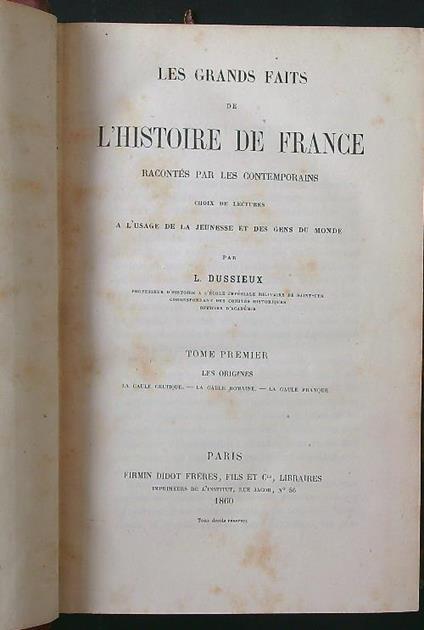 LES GRANDS FAITS
DE
L'HISTOIRE DE FRANCE
RACONTÉS PAR LES CONTEMPORAINS
CHOIX DE LECTURES
A L'USAGE DE LA JEUNESSE ET DES GENS DU MONDE
PAR
L. DUSSIEUX
PROFESSEUR D'HISTOIRE A L'ÉCOLE IMPÉRIALE MILITAIRE DE SAINT-CYR
CORRESPONDANT DES COMITÉS HISTORIQUES
OFFICIER D'ACADÉMIE
TOME PREMIER
LES ORIGINES
LA GAULE CELTIQUE. — LA GAULE ROMAINE. — LA GAULE FRANQUE
PARIS
FIRMIN DIDOT FRÈRES, FILS ET Cie, LIBRAIRES
IMPRIMEURS DE L'INSTITUT, RUE JACOB, N° 56
1860
Tous droits réservés